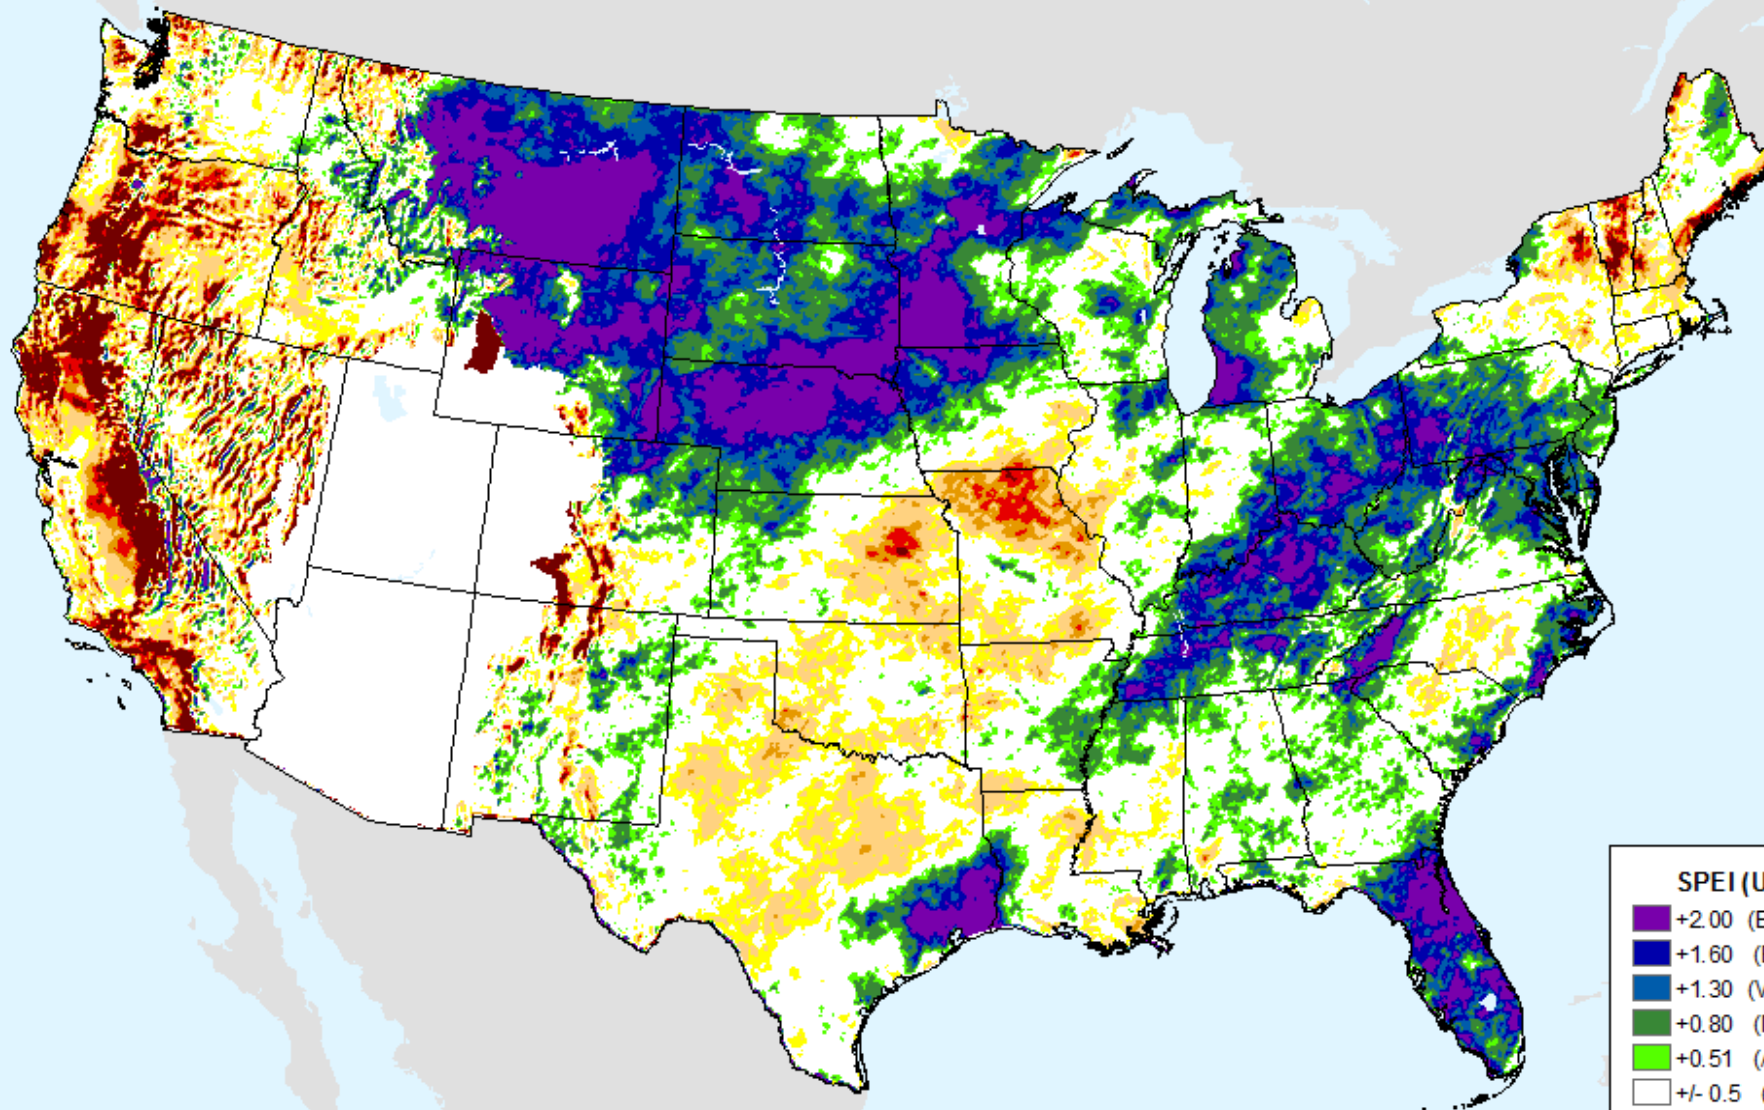 SPEI (U
+2.00 (E
+1.60 (
+1.30 (V
+0.80 (
+0.51 (
+/- 0.5 (